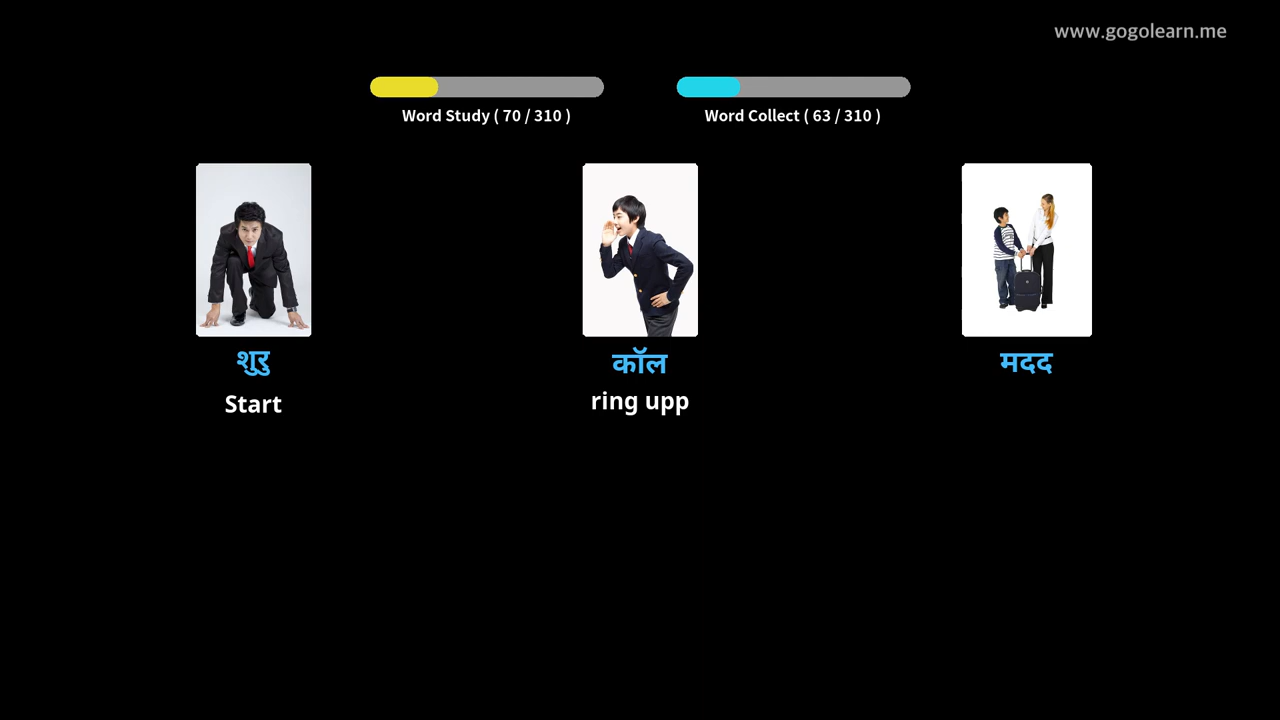 www.gogolearn.me
Word Study ( 70 / 310 )
Word Collect ( 63 / 310 )
शुरु
कॉल
मदद
Start
ring upp